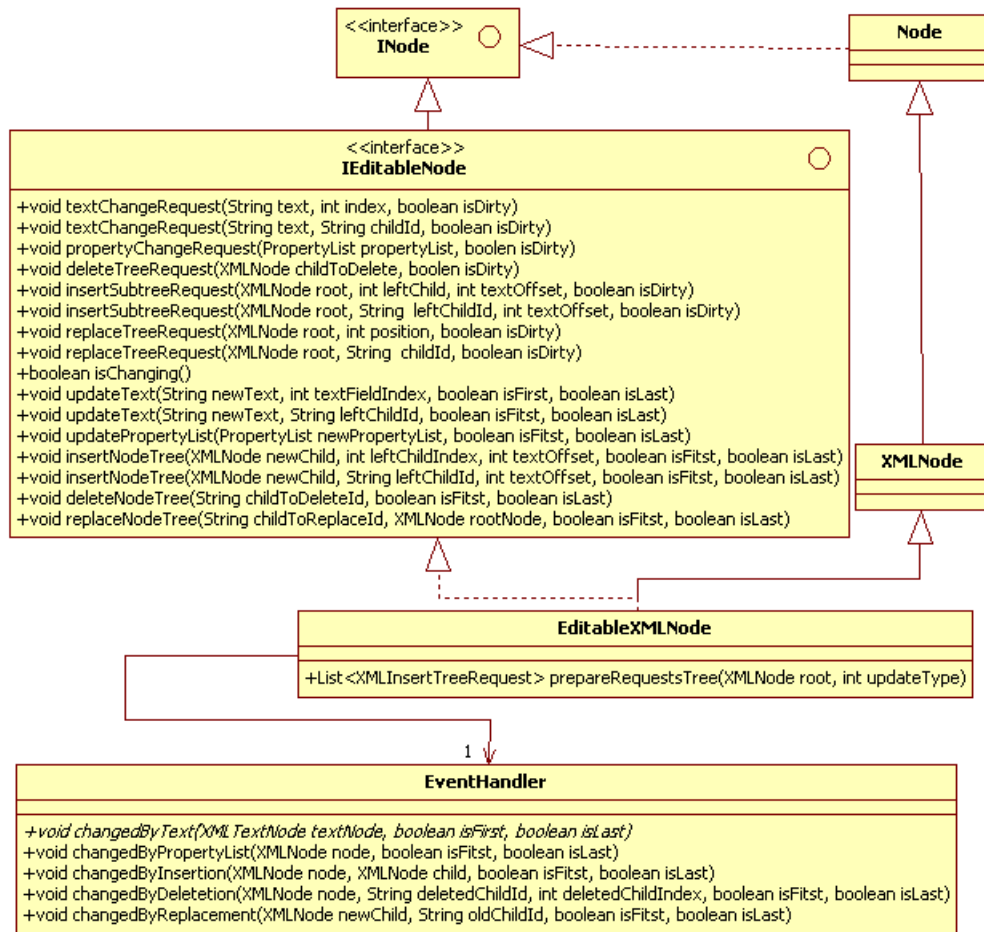 <<interface>>
INode
Node
<<interface>>
IEditableNode
+void textChangeRequest(String text, int index, boolean isDirty)
+void textChangeRequest(String text, String childId, boolean isDirty)
+void propertyChangeRequest(PropertyList propertyList, boolen isDirty)
+void deleteTreeRequest(XMLNode childToDelete, boolen isDirty)
+void insertSubtreeRequest(XMLNode root, int leftChild, int textOffset, boolean isDirty)
+void insertSubtreeRequest(XMLNode root, String  leftChildId, int textOffset, boolean isDirty)
+void replaceTreeRequest(XMLNode root, int position, boolean isDirty)
+void replaceTreeRequest(XMLNode root, String  childId, boolean isDirty)
+boolean isChanging()
+void updateText(String newText, int textFieldIndex, boolean isFirst, boolean isLast)
+void updateText(String newText, String leftChildId, boolean isFitst, boolean isLast)
+void updatePropertyList(PropertyList newPropertyList, boolean isFitst, boolean isLast)
+void insertNodeTree(XMLNode newChild, int leftChildIndex, int textOffset, boolean isFitst, boolean isLast)
+void insertNodeTree(XMLNode newChild, String leftChildId, int textOffset, boolean isFitst, boolean isLast)
+void deleteNodeTree(String childToDeleteId, boolean isFitst, boolean isLast)
+void replaceNodeTree(String childToReplaceId, XMLNode rootNode, boolean isFitst, boolean isLast)
XMLNode
EditableXMLNode
+List<XMLInsertTreeRequest> prepareRequestsTree(XMLNode root, int updateType)
1
EventHandler
+void changedByText(XMLTextNode textNode, boolean isFirst, boolean isLast)
+void changedByPropertyList(XMLNode node, boolean isFitst, boolean isLast)
+void changedByInsertion(XMLNode node, XMLNode child, boolean isFitst, boolean isLast)
+void changedByDeletetion(XMLNode node, String deletedChildId, int deletedChildIndex, boolean isFitst, boolean isLast)
+void changedByReplacement(XMLNode newChild, String oldChildId, boolean isFitst, boolean isLast)